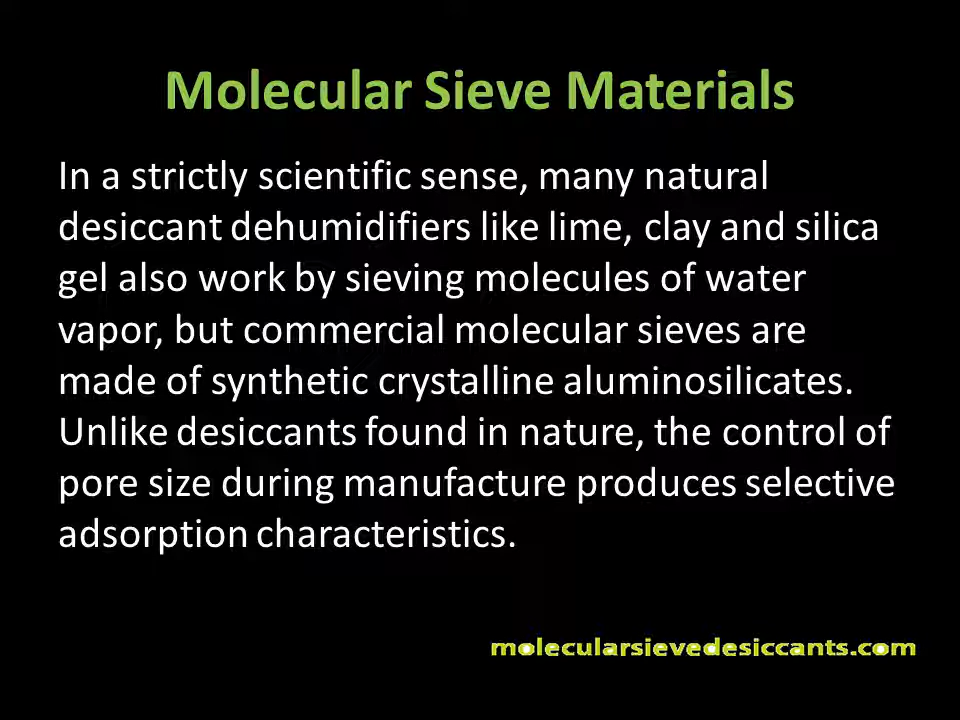 Molecular Sieve Materials
In a strictly scientific sense, many natural
desiccant dehumidifiers like lime, clay and silica
gel also work by sieving molecules of water
vapor, but commercial molecular sieves are
made of synthetic crystalline aluminosilicates.
Unlike desiccants found in nature, the control of
pore size during manufacture produces selective
adsorption characteristics.
molecularsievedesiccants.com